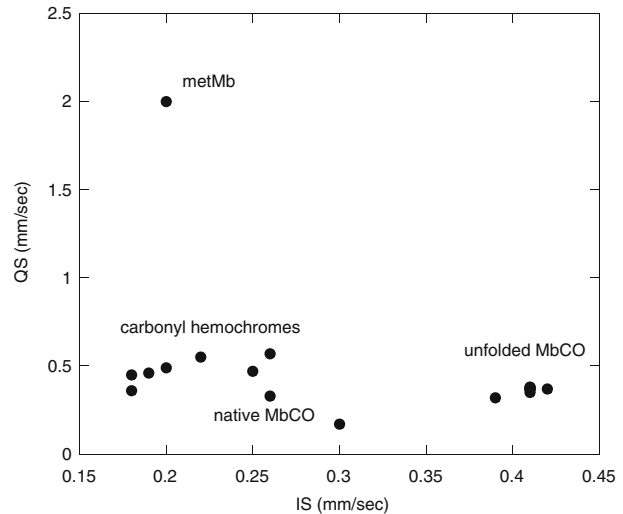 2.5
metMb
2
1.5
QS (mm/sec)
1
carbonyl hemochromes
unfolded MbCO
0.5
native MbCO
0
0.15
0.2
0.25
0.3
0.35
0.4
0.45
IS (mm/sec)